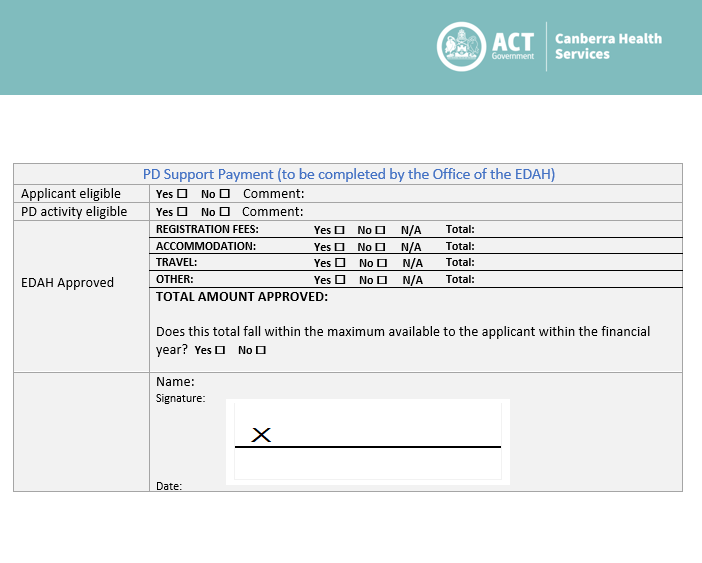 ACT
Government
Canberra Health
Services
PD Support Payment (to be completed by the Office of the EDAH)
Applicant eligible Yes ☐ No ☐ Comment:
PD activity eligible Yes ☐ No ☐ Comment:
EDAH Approved
REGISTRATION FEES: Yes ☐ No ☐ N/A Total:
ACCOMMODATION: Yes ☐ No ☐ N/A Total:
TRAVEL: Yes ☐ No ☐ N/A Total:
OTHER: Yes ☐ No ☐ N/A Total:
TOTAL AMOUNT APPROVED:
Does this total fall within the maximum available to the applicant within the financial
year? Yes ☐ No ☐
Name:
Signature:
X
Date: